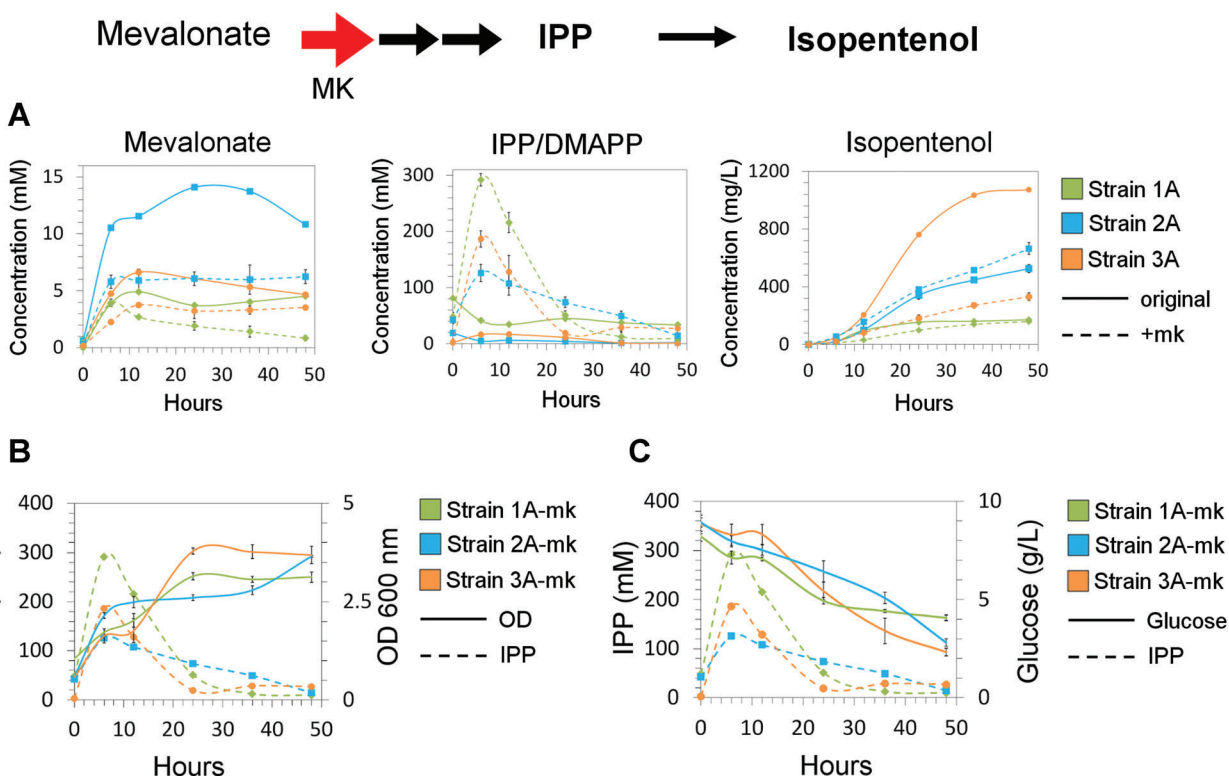 Mevalonate IPP Isopentenol
MK
A
Mevalonate IPP/DMAPP Isopentenol
Concentration (mM)
15
10
5
0
0 10 20 30 40 50
Hours
Concentration (mM)
300
200
100
0
0 10 20 30 40 50
Hours
Concentration (mg/L)
1200
800
400
0
0 10 20 30 40 50
Hours
Strain 1A
Strain 2A
Strain 3A
original
+mk
B
400
300
200
100
0
0 10 20 30 40 50
Hours
5
2.5
0
OD 600 nm
Strain 1A-mk
Strain 2A-mk
Strain 3A-mk
OD
IPP
C
IPP (mM)
400
300
200
100
0
0 10 20 30 40 50
Hours
10
5
0
Glucose (g/L)
Strain 1A-mk
Strain 2A-mk
Strain 3A-mk
Glucose
IPP